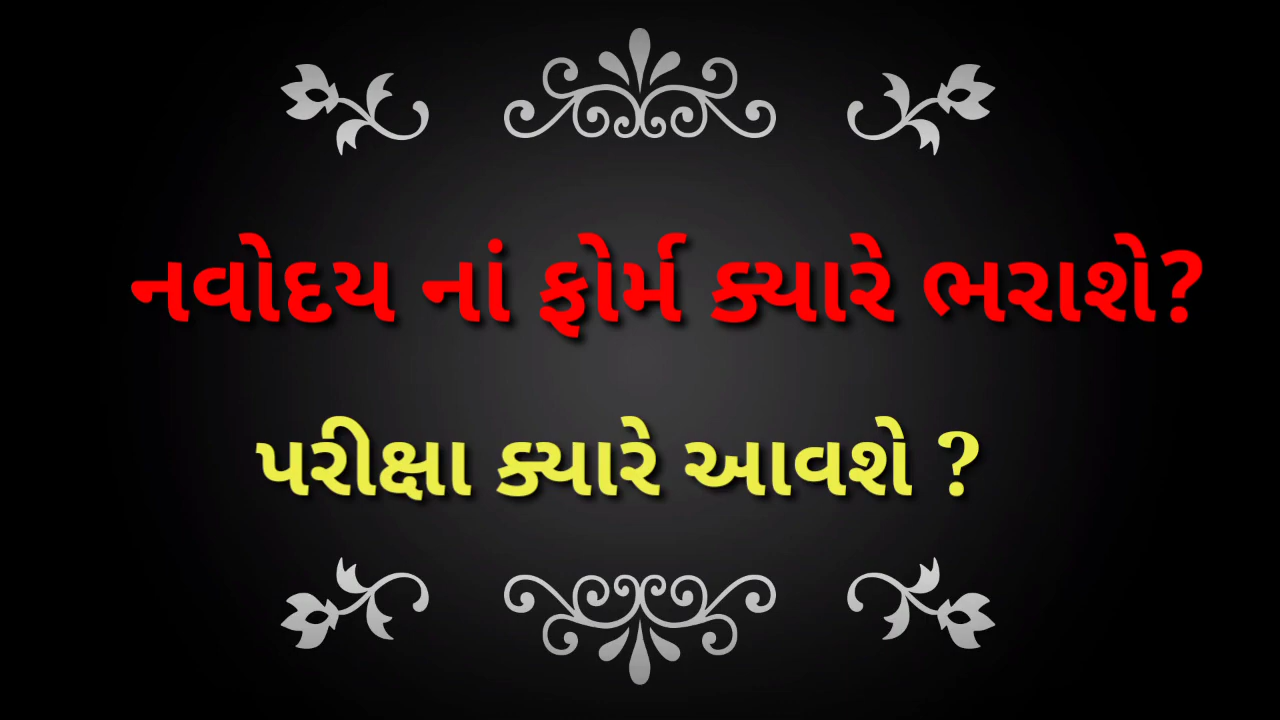 નવોદય નાં ફોર્મ ક્યારે ભરાશે?
પરીક્ષા ક્યારે આવશે ?